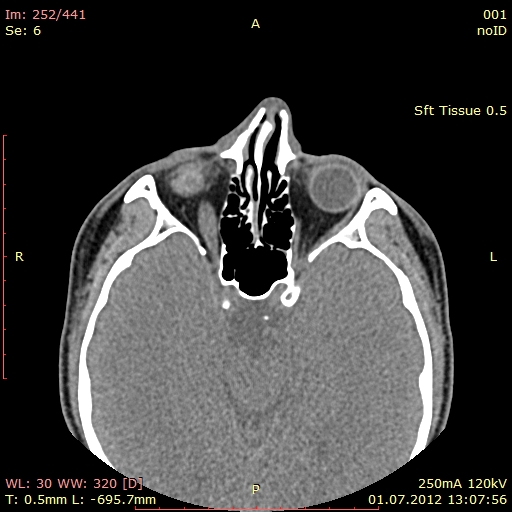 Im: 252/441
Se: 6
A
001
noID
Sft Tissue 0.5
R
L
WL: 30 WW: 320 [D]
T: 0.5mm L: -695.7mm
P
250mA 120kV
01.07.2012 13:07:56